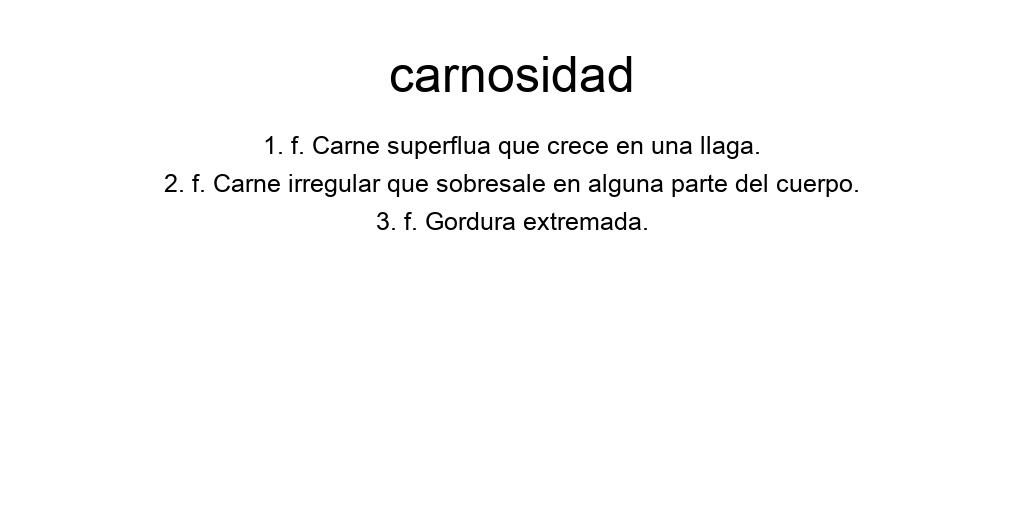 carnosidad
1. f. Carne superflua que crece en una llaga.
2. f. Carne irregular que sobresale en alguna parte del cuerpo.
3. f. Gordura extremada.